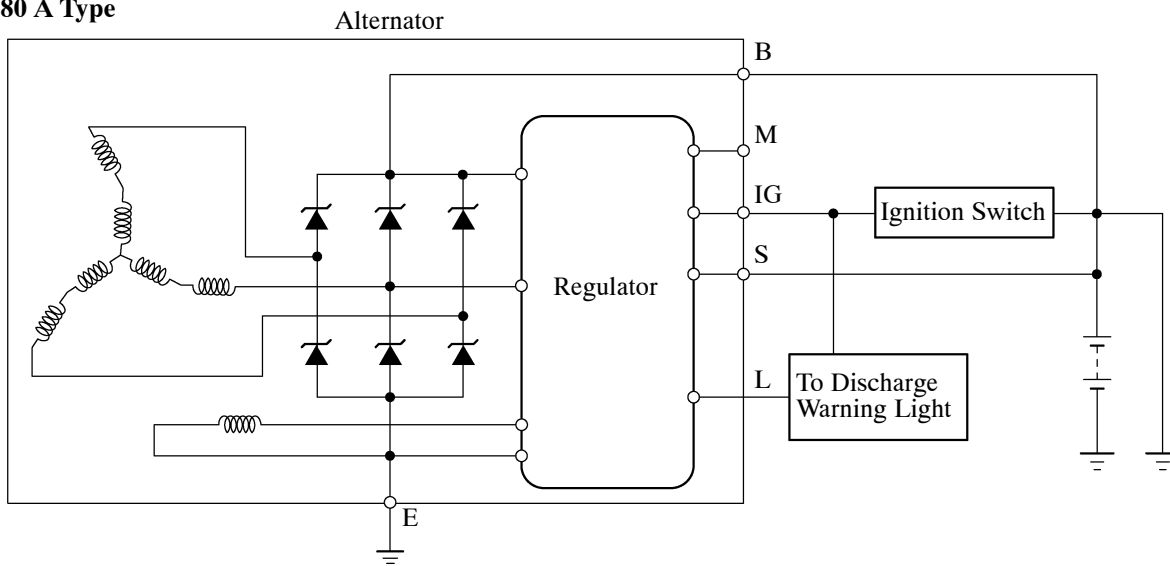 80 A Type
Alternator
B
M
IG
Ignition Switch
S
Regulator
L
To Discharge
Warning Light
E